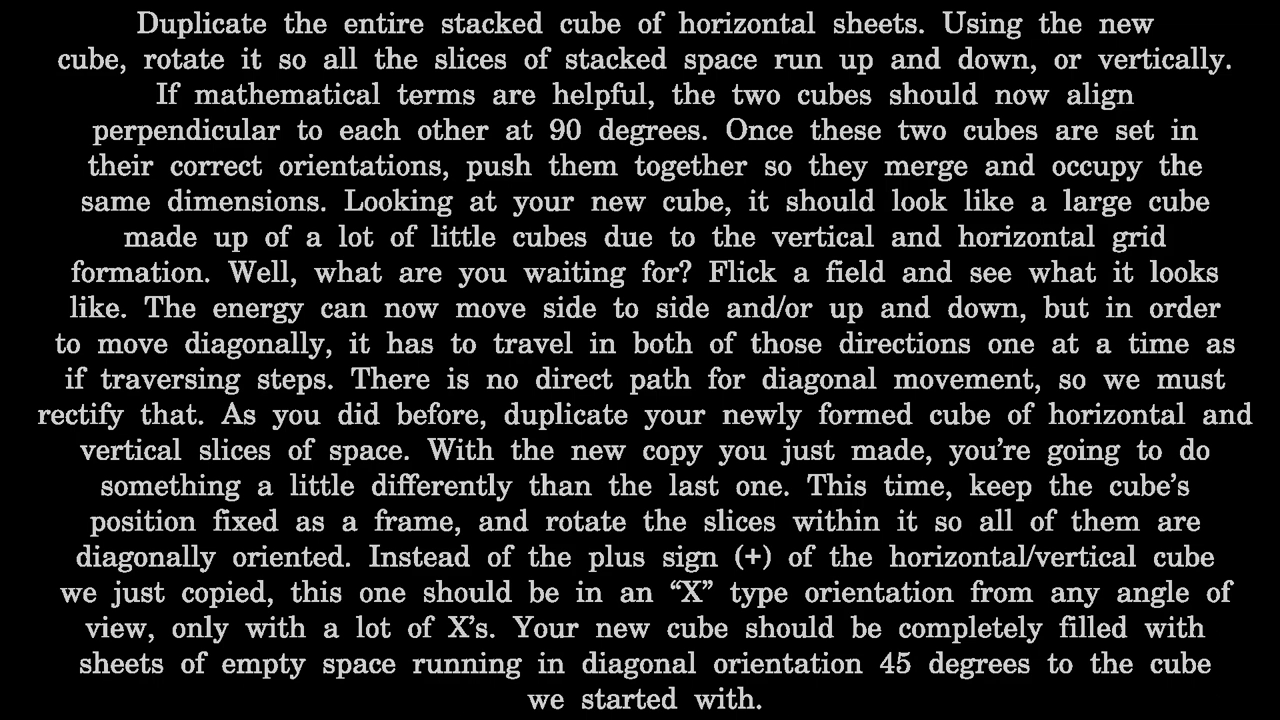 Duplicate the entire stacked cube of horizontal sheets. Using the new
cube, rotate it so all the slices of stacked space run up and down, or vertically.
If mathematical terms are helpful, the two cubes should now align
perpendicular to each other at 90 degrees. Once these two cubes are set in
their correct orientations, push them together so they merge and occupy the
same dimensions. Looking at your new cube, it should look like a large cube
made up of a lot of little cubes due to the vertical and horizontal grid
formation. Well, what are you waiting for? Flick a field and see what it looks
like. The energy can now move side to side and/or up and down, but in order
to move diagonally, it has to travel in both of those directions one at a time as
if traversing steps. There is no direct path for diagonal movement, so we must
rectify that. As you did before, duplicate your newly formed cube of horizontal and
vertical slices of space. With the new copy you just made, you're going to do
something a little differently than the last one. This time, keep the cube's
position fixed as a frame, and rotate the slices within it so all of them are
diagonally oriented. Instead of the plus sign (+) of the horizontal/vertical cube
we just copied, this one should be in an “X” type orientation from any angle of
view, only with a lot of X's. Your new cube should be completely filled with
sheets of empty space running in diagonal orientation 45 degrees to the cube
we started with.